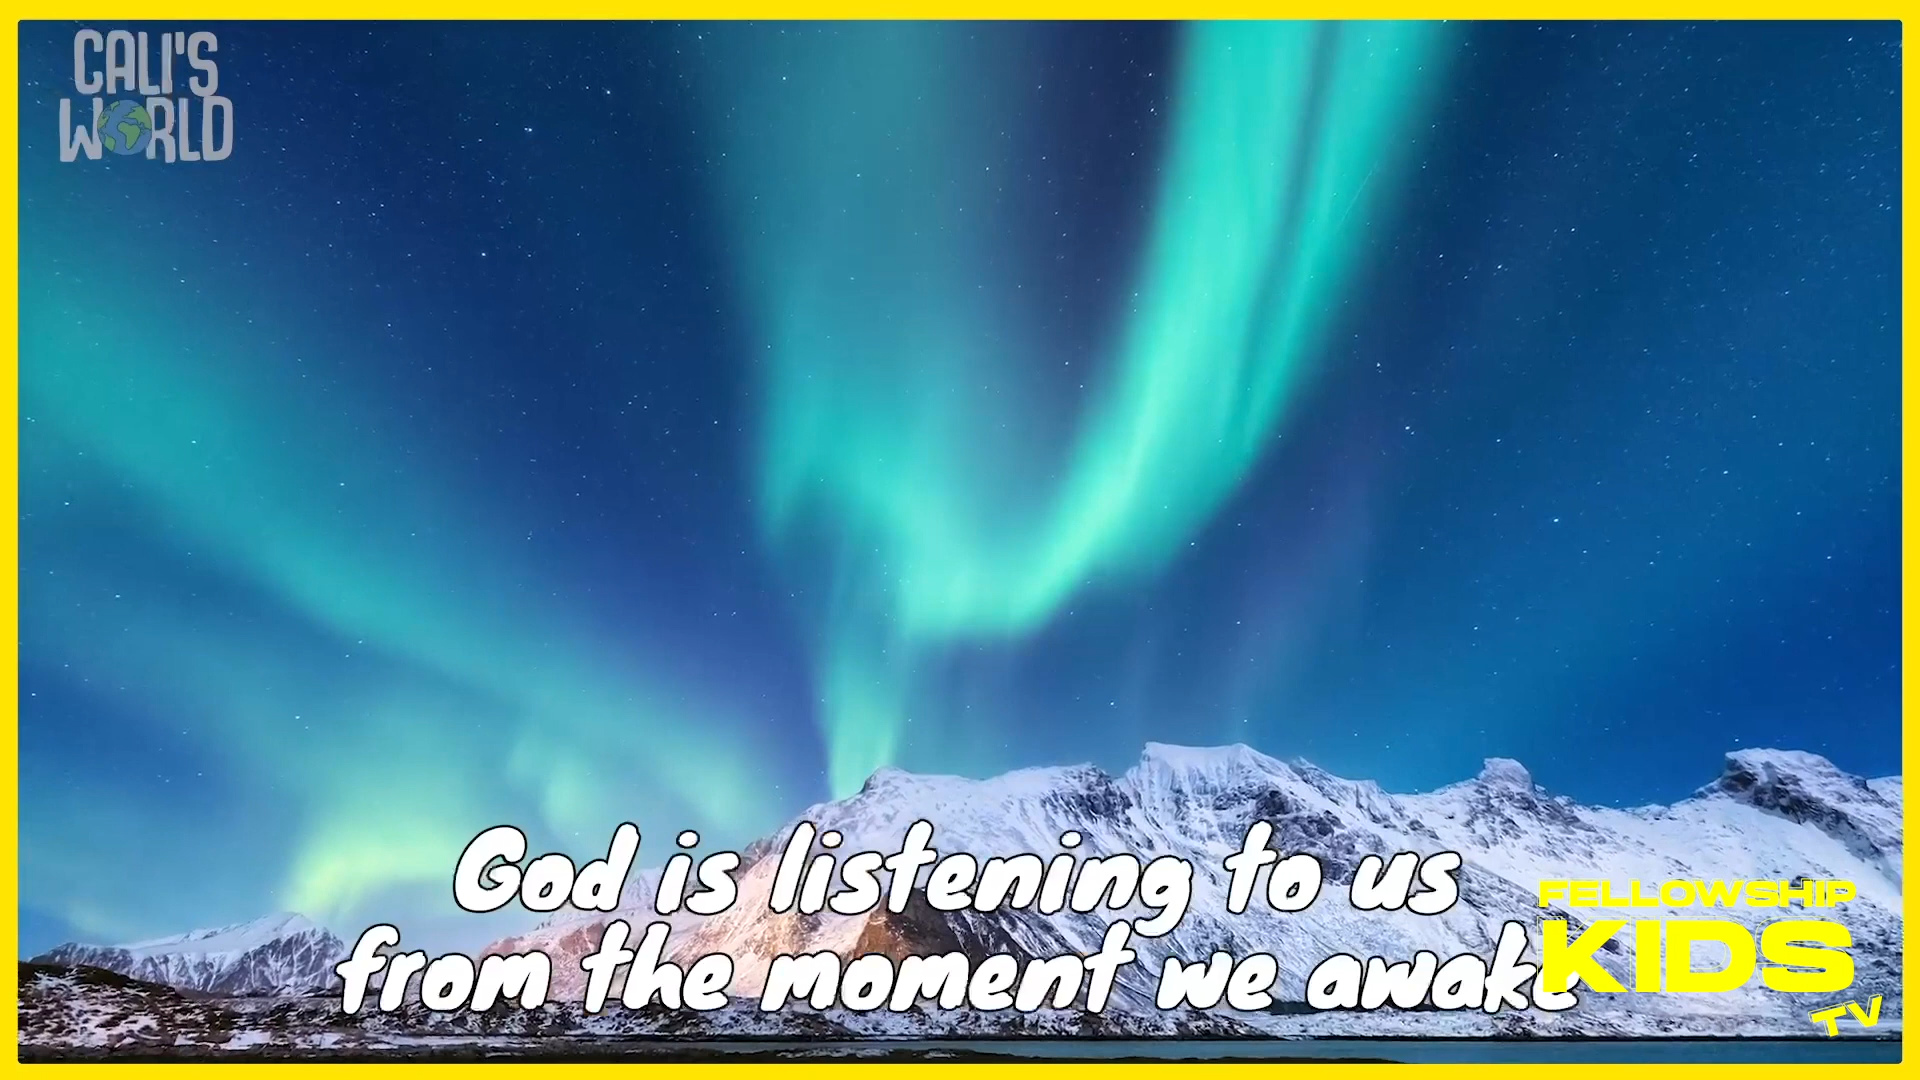 CALI'S
WORLD
God is listening to us
from the moment we awake
FELLOWSHIP
KIDS
TV